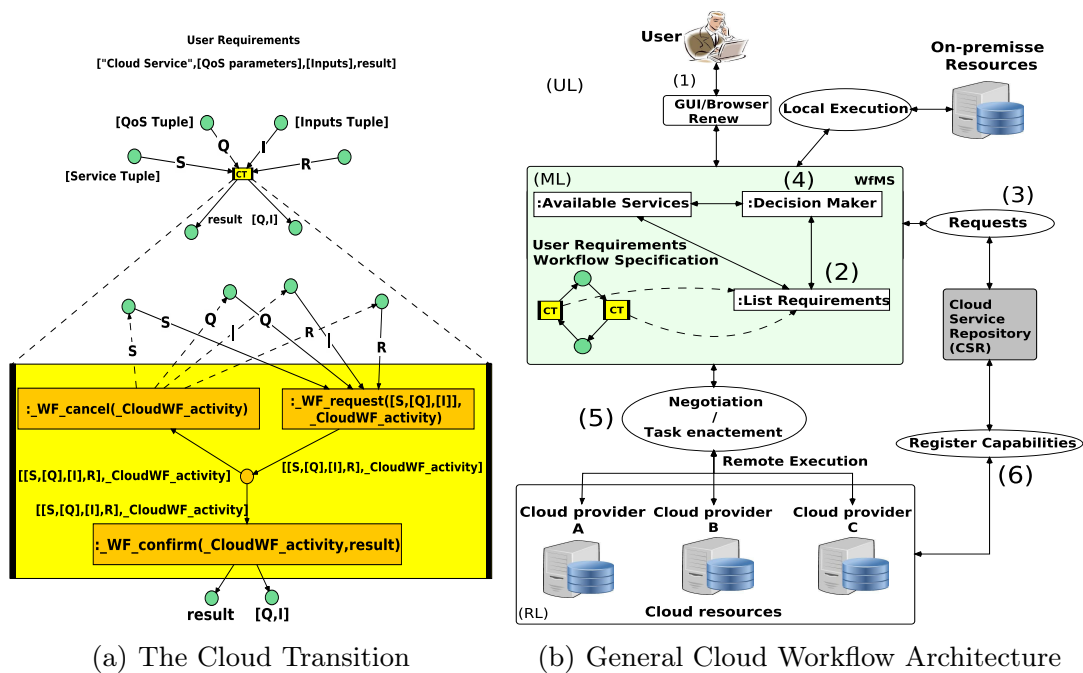 User Requirements
["Cloud Service",[QoS parameters],[Inputs],result]
[QoS Tuple]
[Inputs Tuple]
Q
I
S
R
[Service Tuple]
CT
result
[Q,I]
S
Q
Q
I
I
R
R
S
:_WF_cancel(_CloudWF_activity)
:_WF_request([S,[Q],[I]],
_CloudWF_activity)
[[S,[Q],[I],R],_CloudWF_activity]
[[S,[Q],[I],R],_CloudWF_activity]
[[S,[Q],[I],R],_CloudWF_activity]
:_WF_confirm(_CloudWF_activity,result)
result
[Q,I]
(a) The Cloud Transition
User
(UL)
(1)
GUI/Browser
Renew
Local Execution
On-premisse
Resources
(ML)
(4)
WfMS
:Available Services
:Decision Maker
User Requirements
Workflow Specification
(2)
CT
CT
:List Requirements
(3)
Requests
Cloud
Service
Repository
(CSR)
(5)
Negotiation
/
Task enactement
Register Capabilities
(6)
Remote Execution
Cloud provider
A
Cloud provider
B
Cloud provider
C
(RL)
Cloud resources
(b) General Cloud Workflow Architecture